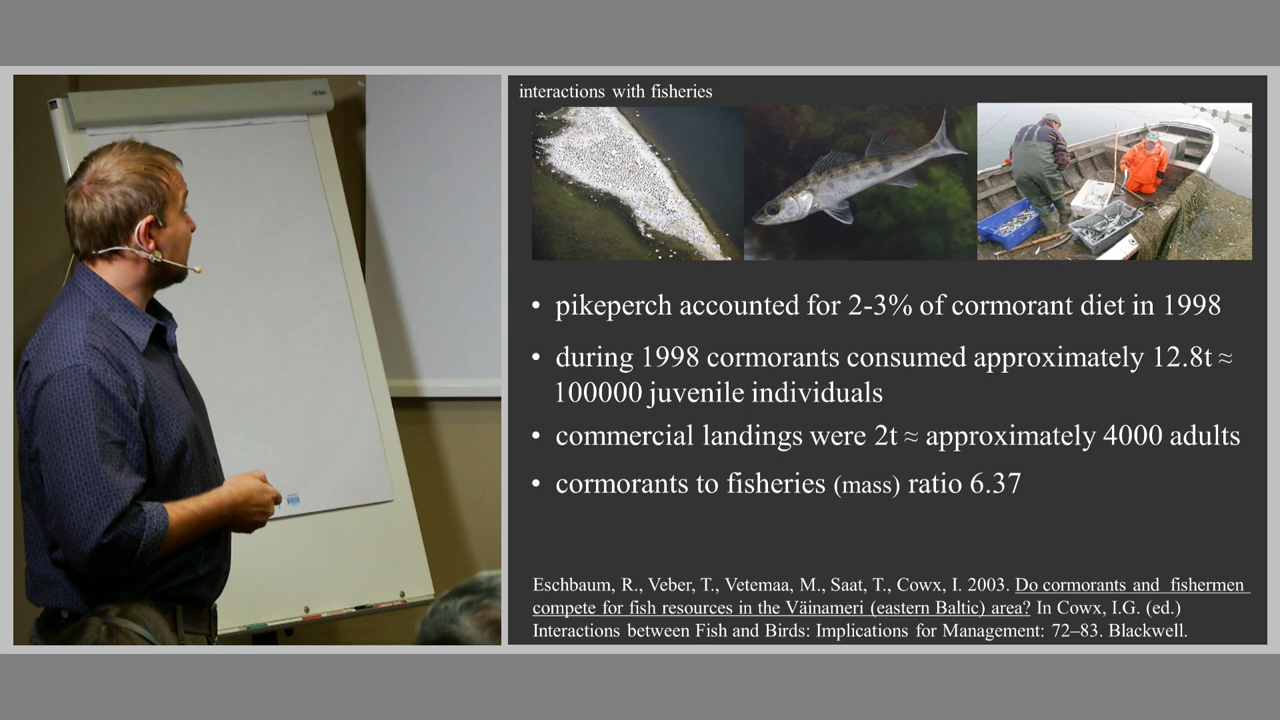 interactions with fisheries
• pikeperch accounted for 2-3% of cormorant diet in 1998
• during 1998 cormorants consumed approximately 12.8t ≈
100000 juvenile individuals
• commercial landings were 2t ≈ approximately 4000 adults
• cormorants to fisheries (mass) ratio 6.37
Eschbaum, R., Veber, T., Vetemaa, M., Saat, T., Cowx, I. 2003. Do cormorants and fishermen
compete for fish resources in the Väinameri (eastern Baltic) area? In Cowx, I.G. (ed.)
Interactions between Fish and Birds: Implications for Management: 72–83. Blackwell.